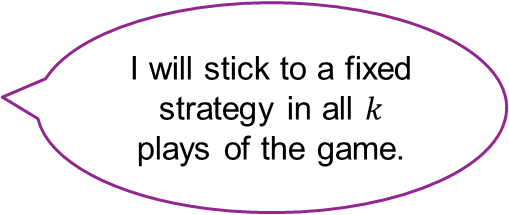 I will stick to a fixed
strategy in all k
plays of the game.